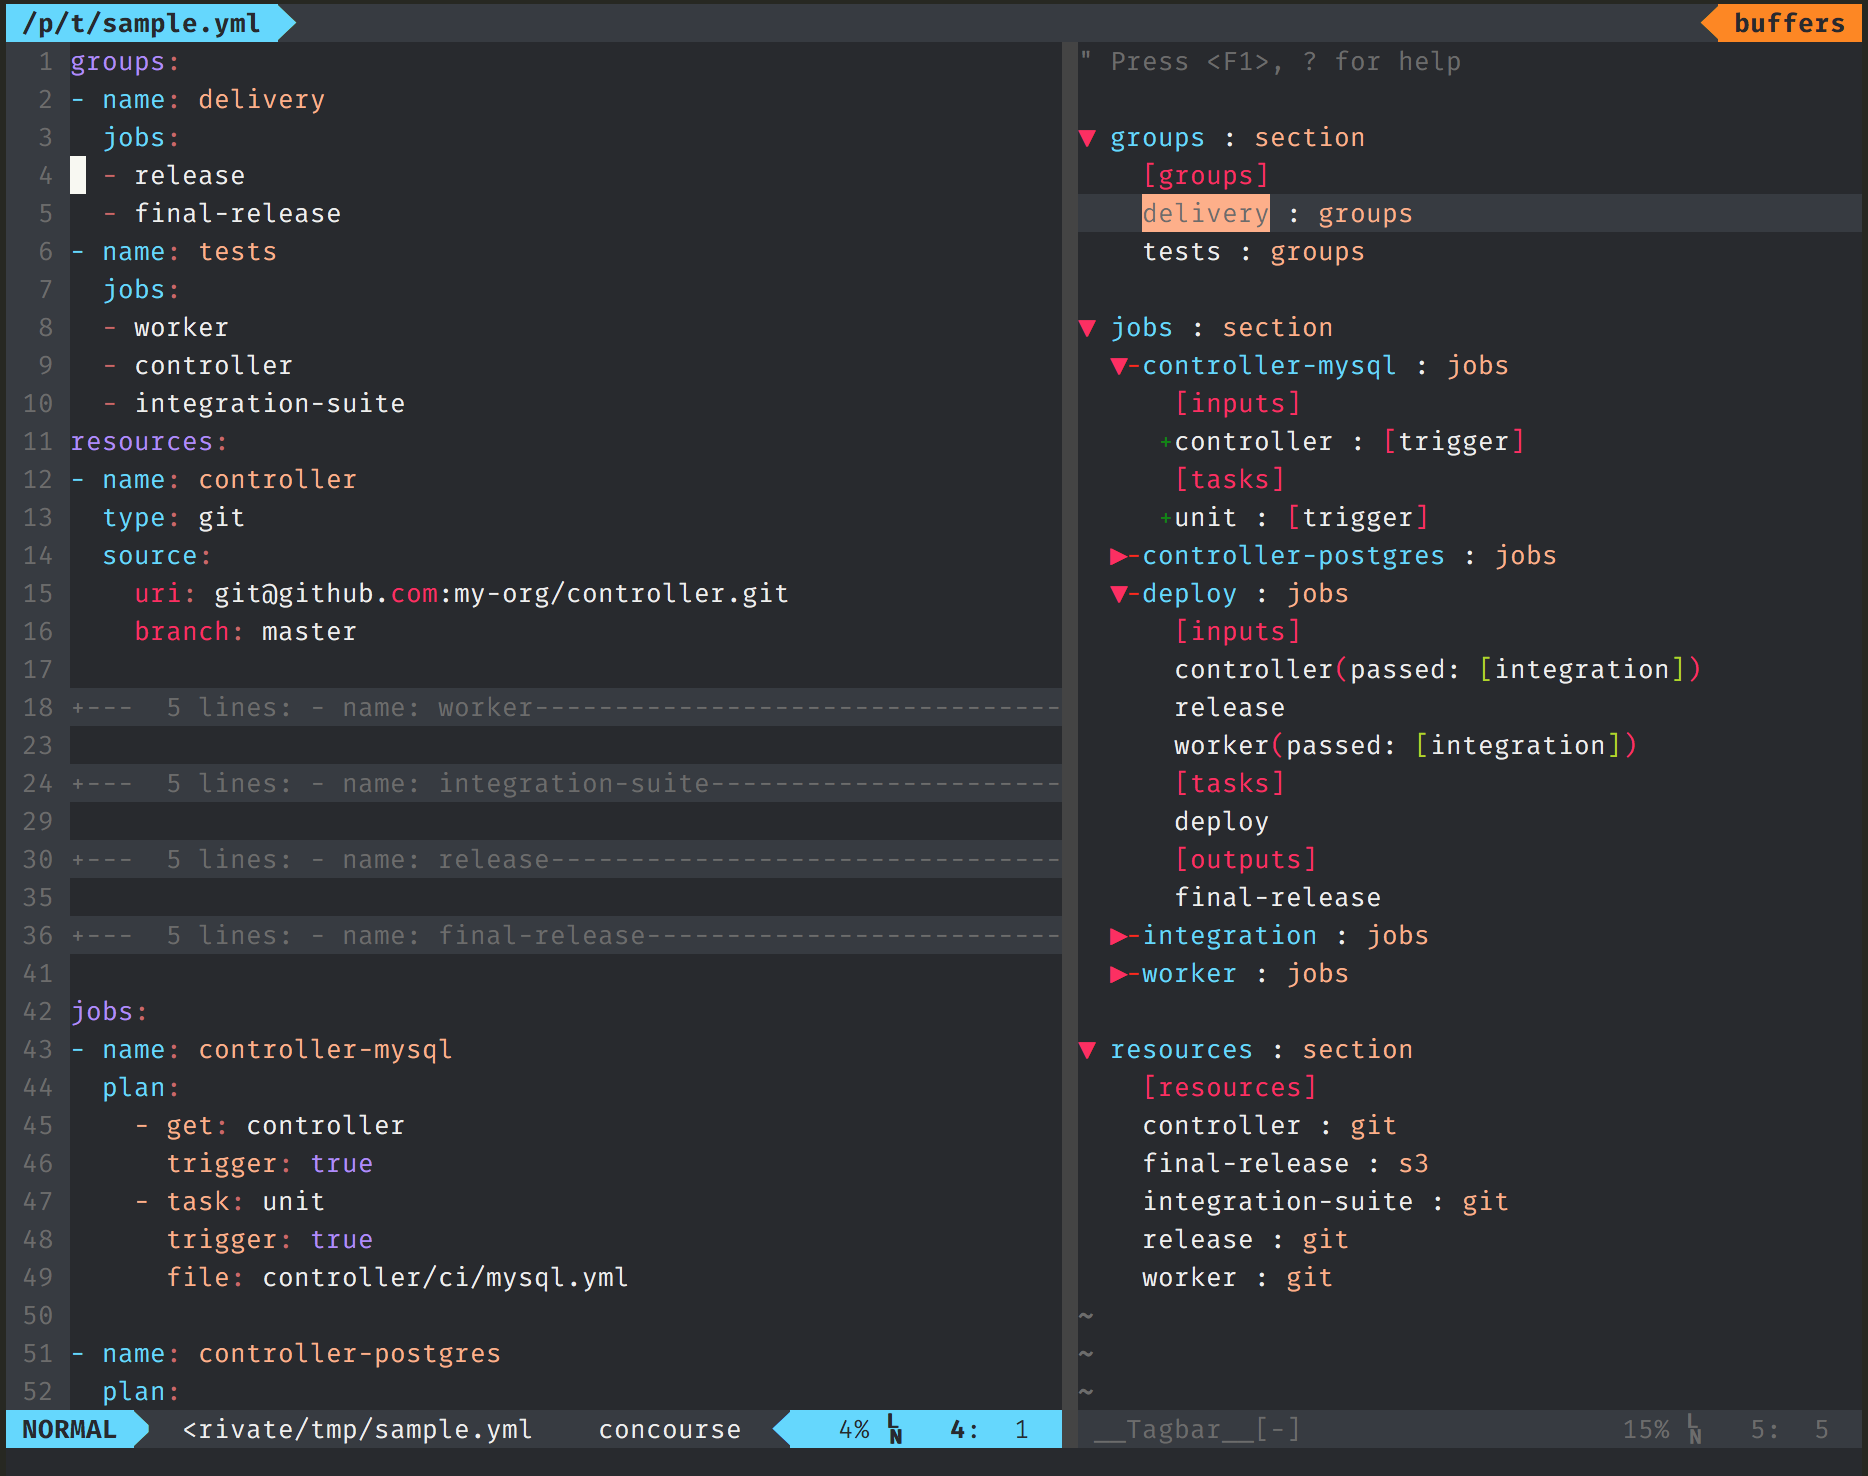 /p/t/sample.yml
buffers
1 groups:
2 - name: delivery
3   jobs:
4   - release
5   - final-release
6 - name: tests
7   jobs:
8   - worker
9   - controller
10   - integration-suite
11 resources:
12 - name: controller
13   type: git
14   source:
15     uri: git@github.com:my-org/controller.git
16     branch: master
17
18 +---  5 lines: - name: worker---------------------------------
23
24 +---  5 lines: - name: integration-suite----------------------
29
30 +---  5 lines: - name: release--------------------------------
35
36 +---  5 lines: - name: final-release--------------------------
41
42 jobs:
43 - name: controller-mysql
44   plan:
45     - get: controller
46       trigger: true
47     - task: unit
48       trigger: true
49       file: controller/ci/mysql.yml
50
51 - name: controller-postgres
52   plan:
NORMAL <rivate/tmp/sample.yml concourse 4% LN 4: 1
" Press <F1>, ? for help
▼ groups : section
    [groups]
    delivery : groups
    tests : groups
▼ jobs : section
  ▼-controller-mysql : jobs
      [inputs]
     +controller : [trigger]
      [tasks]
     +unit : [trigger]
  ▶-controller-postgres : jobs
  ▼-deploy : jobs
      [inputs]
      controller(passed: [integration])
      release
      worker(passed: [integration])
      [tasks]
      deploy
      [outputs]
      final-release
  ▶-integration : jobs
  ▶-worker : jobs
▼ resources : section
    [resources]
    controller : git
    final-release : s3
    integration-suite : git
    release : git
    worker : git
~
~
~
__Tagbar__[-] 15% LN 5: 5